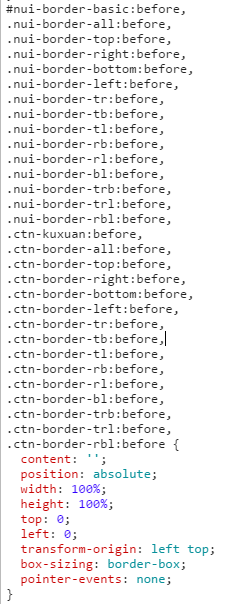 #nui-border-basic:before,
.nui-border-all:before,
.nui-border-top:before,
.nui-border-right:before,
.nui-border-bottom:before,
.nui-border-left:before,
.nui-border-tr:before,
.nui-border-tb:before,
.nui-border-tl:before,
.nui-border-rb:before,
.nui-border-rl:before,
.nui-border-bl:before,
.nui-border-trb:before,
.nui-border-trl:before,
.nui-border-rbl:before,
.ctn-kuxuan:before,
.ctn-border-all:before,
.ctn-border-top:before,
.ctn-border-right:before,
.ctn-border-bottom:before,
.ctn-border-left:before,
.ctn-border-tr:before,
.ctn-border-tb:before,
.ctn-border-tl:before,
.ctn-border-rb:before,
.ctn-border-rl:before,
.ctn-border-bl:before,
.ctn-border-trb:before,
.ctn-border-trl:before,
.ctn-border-rbl:before {
  content: '';
  position: absolute;
  width: 100%;
  height: 100%;
  top: 0;
  left: 0;
  transform-origin: left top;
  box-sizing: border-box;
  pointer-events: none;
}